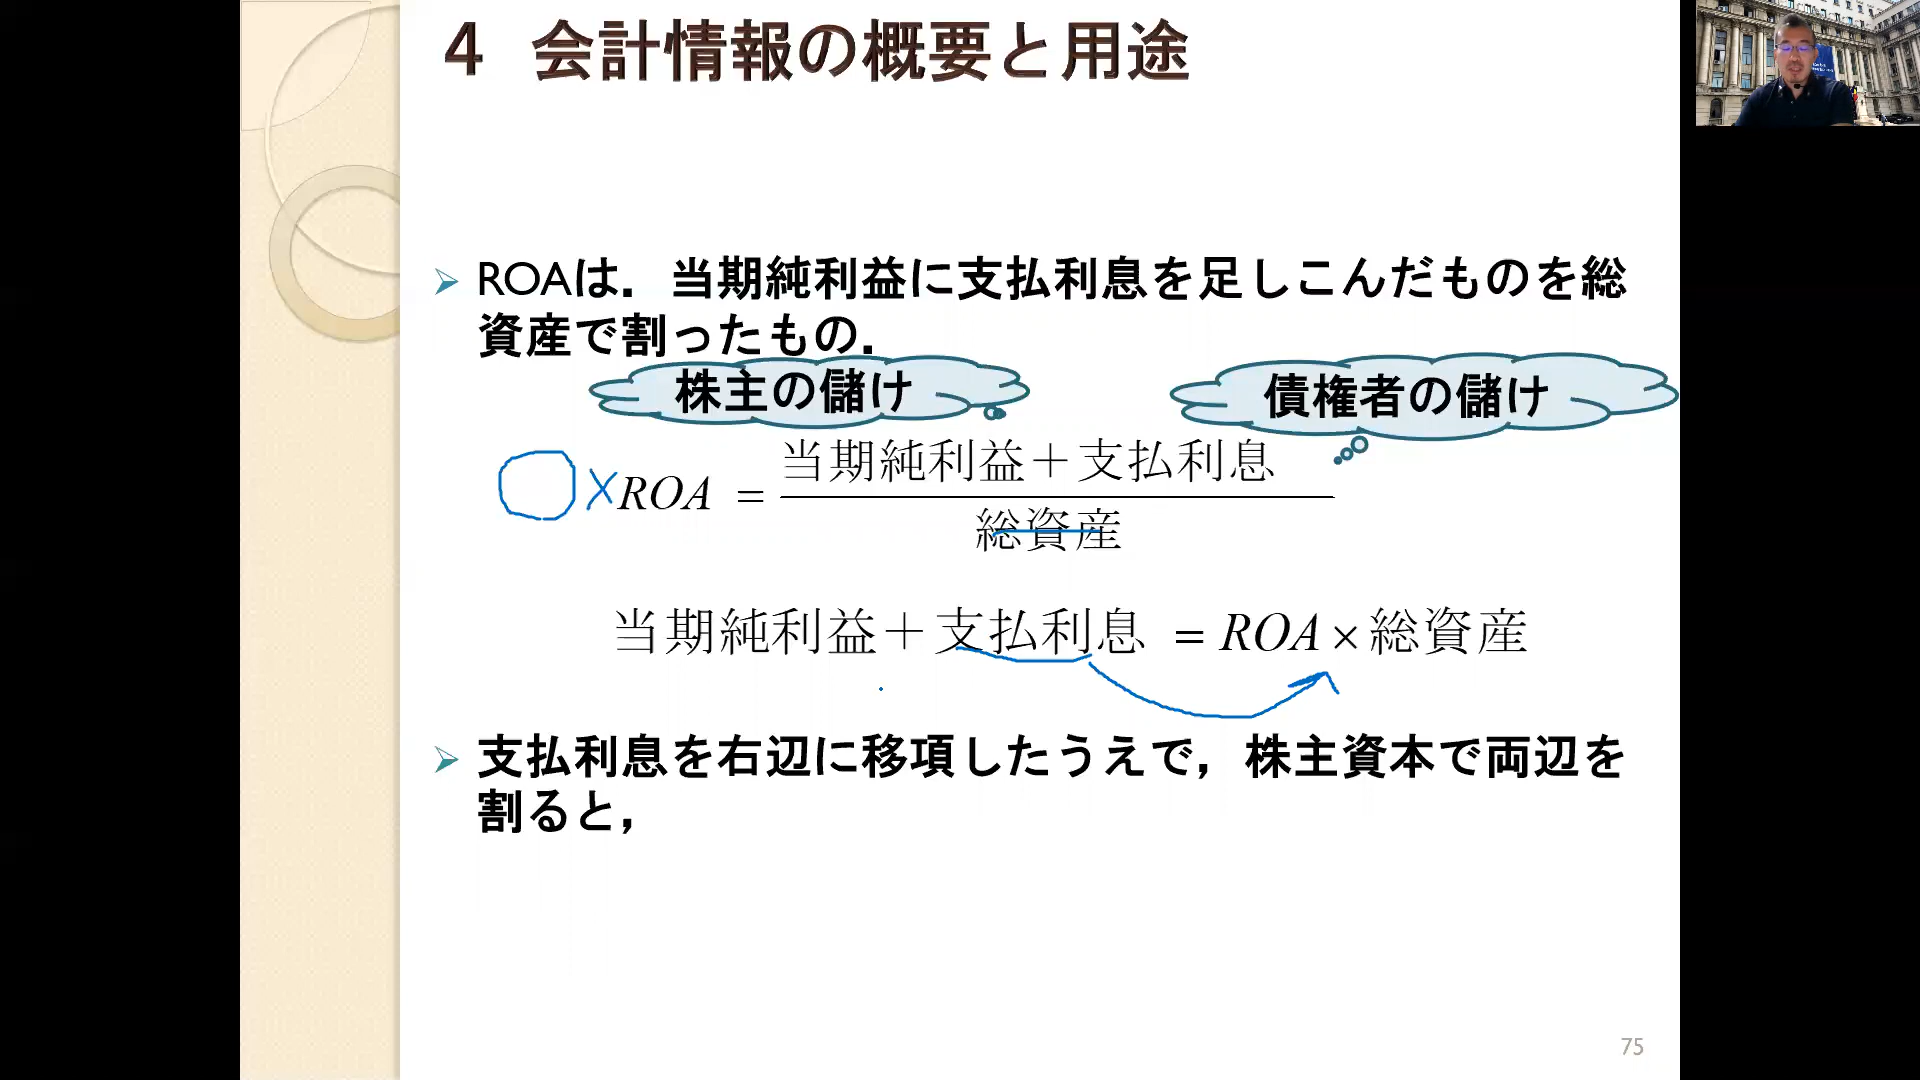 4 会計情報の概要と用途
ROAは．当期純利益に支払利息を足しこんだものを総
資産で割ったもの．
株主の儲け
債権者の儲け
当期純利益＋支払利息
×ROA ＝
総資産
当期純利益＋支払利息 ＝ ROA×総資産
支払利息を右辺に移項したうえで，株主資本で両辺を
割ると，
75